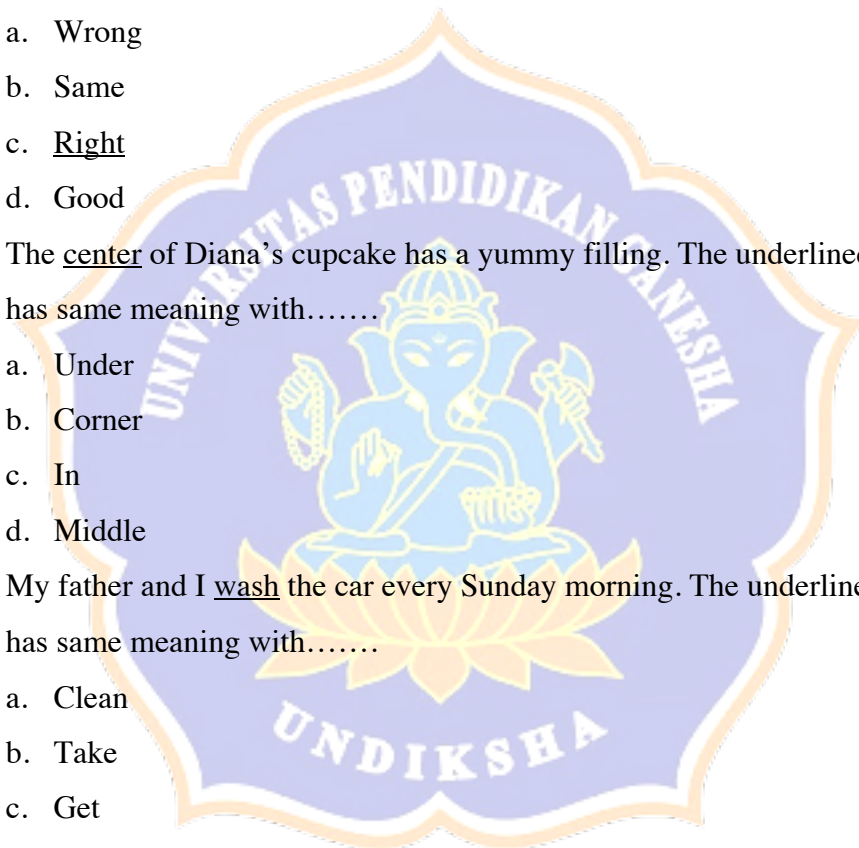 a. Wrong
b. Same
c. Right
d. Good
The center of Diana’s cupcake has a yummy filling. The underlined
has same meaning with.......
a. Under
b. Corner
c. In
d. Middle
My father and I wash the car every Sunday morning. The underline
has same meaning with.......
a. Clean
b. Take
c. Get
UNIVERSITAS PENDIDIKAN GANESHA
UNDIKSHA